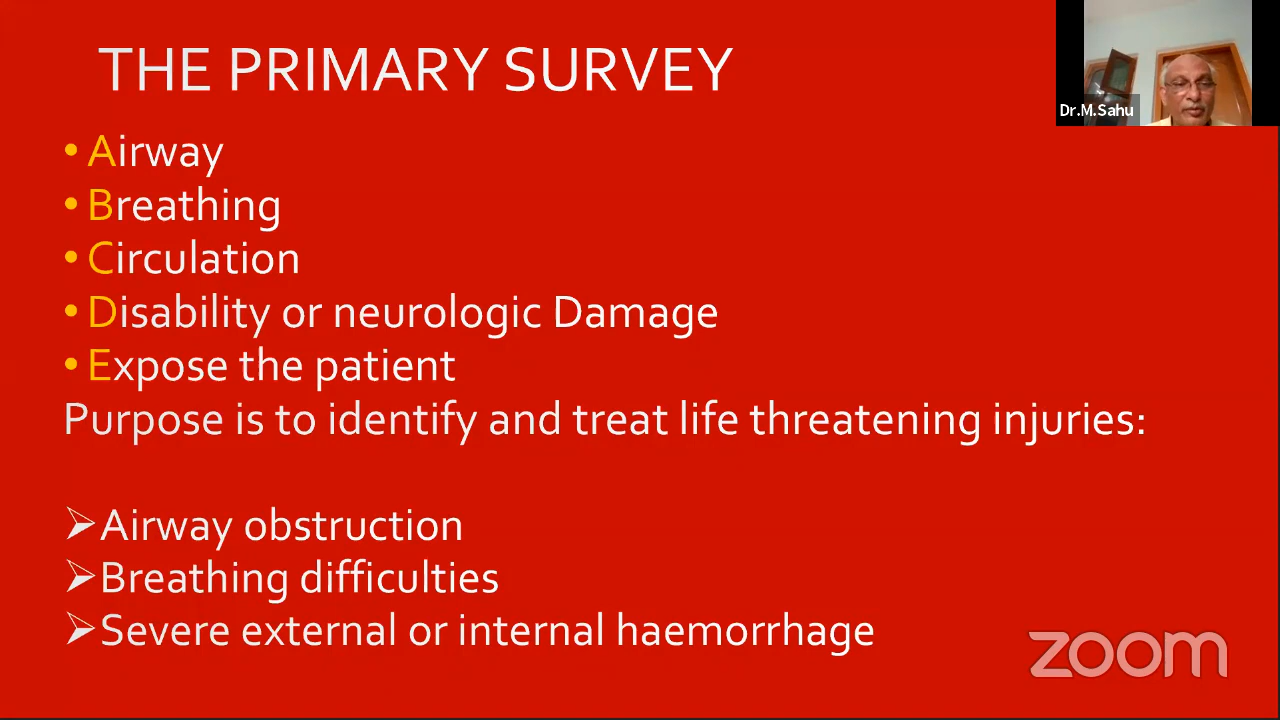 THE PRIMARY SURVEY
Dr.M.Sahu
• Airway
• Breathing
• Circulation
• Disability or neurologic Damage
• Expose the patient
Purpose is to identify and treat life threatening injuries:
➢Airway obstruction
➢Breathing difficulties
➢Severe external or internal haemorrhage
zoom